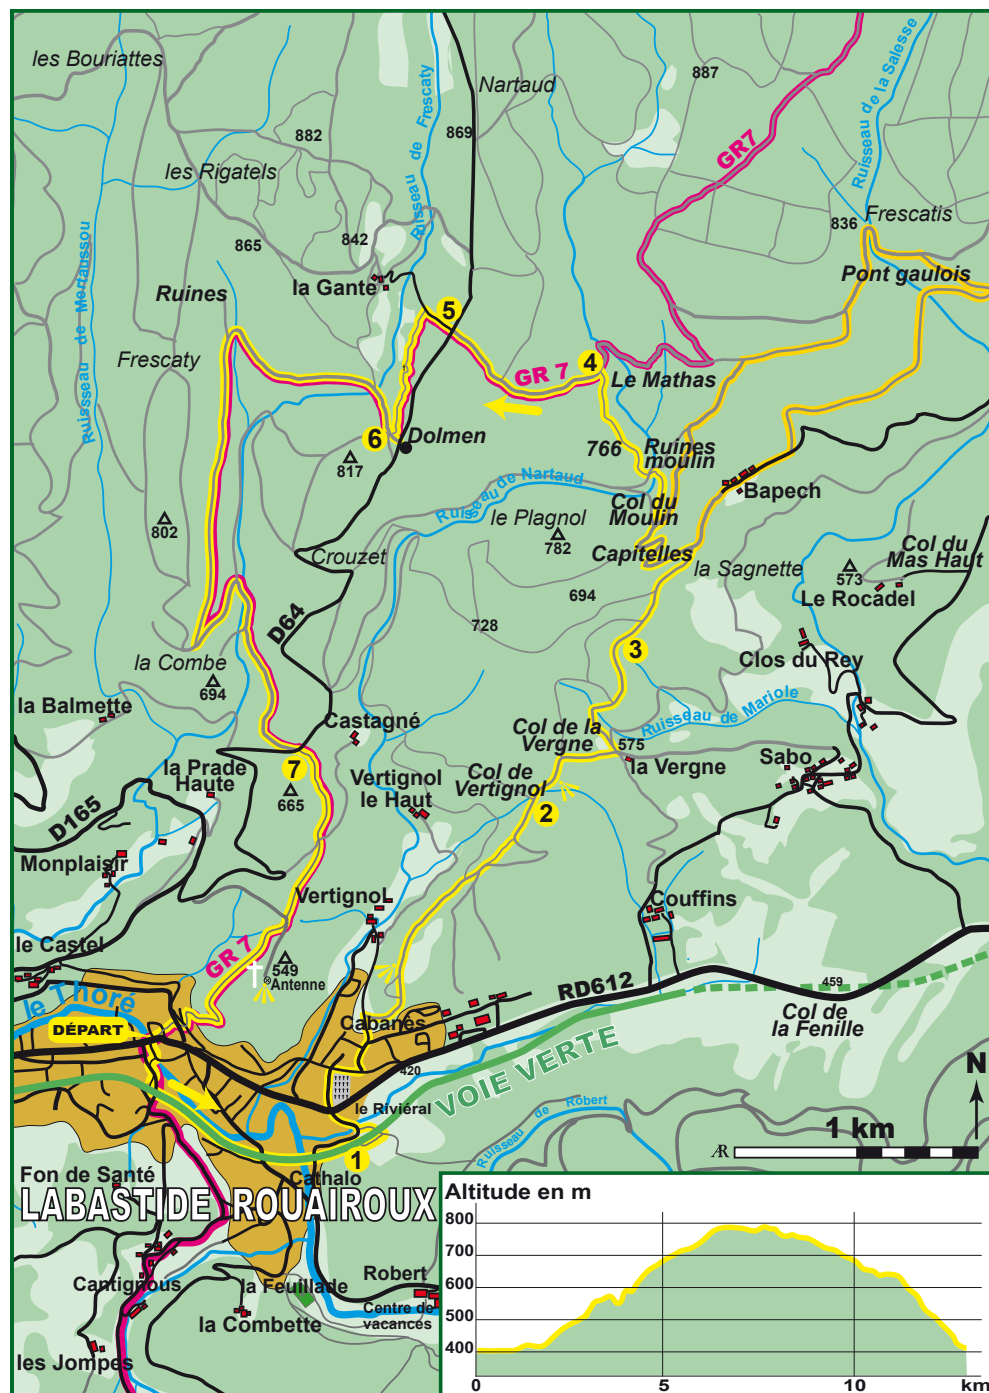 les Bouriattes
Ruisseau de Frescaty
Nartaud
887
GR7
Ruisseau de la Salesse
882
869
les Rigatels
865
842
836
Frescatis
Pont gaulois
Ruines
la Gante
5
Frescaty
GR 7
4
Le Mathas
6
Dolmen
817
766
Ruines
moulin
Bapech
Ruisseau de Nartaud
Col du
Moulin
le Plagnol
782
802
Crouzet
Capitelles
la Sagnette
Col du
Mas Haut
573
Le Rocadel
694
728
D64
3
Clos du Rey
la Combe
694
la Balmette
Castagné
Ruisseau de Mariole
Col de la
Vergne
575
la Vergne
Sabo
7
665
la Prade
Haute
Vertignol
le Haut
Col de
Vertignol
2
D165
Monplaisir
Vertignol
Couffins
le Castel
GR 7
549
Antenne
le Thoré
DÉPART
Cabanes
RD612
459
Col de
la Fenille
420
VOIE VERTE
le Riviéral
Ruisseau de Robert
N
1 km
1
Fon de Santé
Cathalo
LABASTIDE ROUAIROUX
Cantignous
la Feuillade
Robert
Centre de
vacances
la Combette
les Jompes
Altitude en m
800
700
600
500
400
0
5
10
km